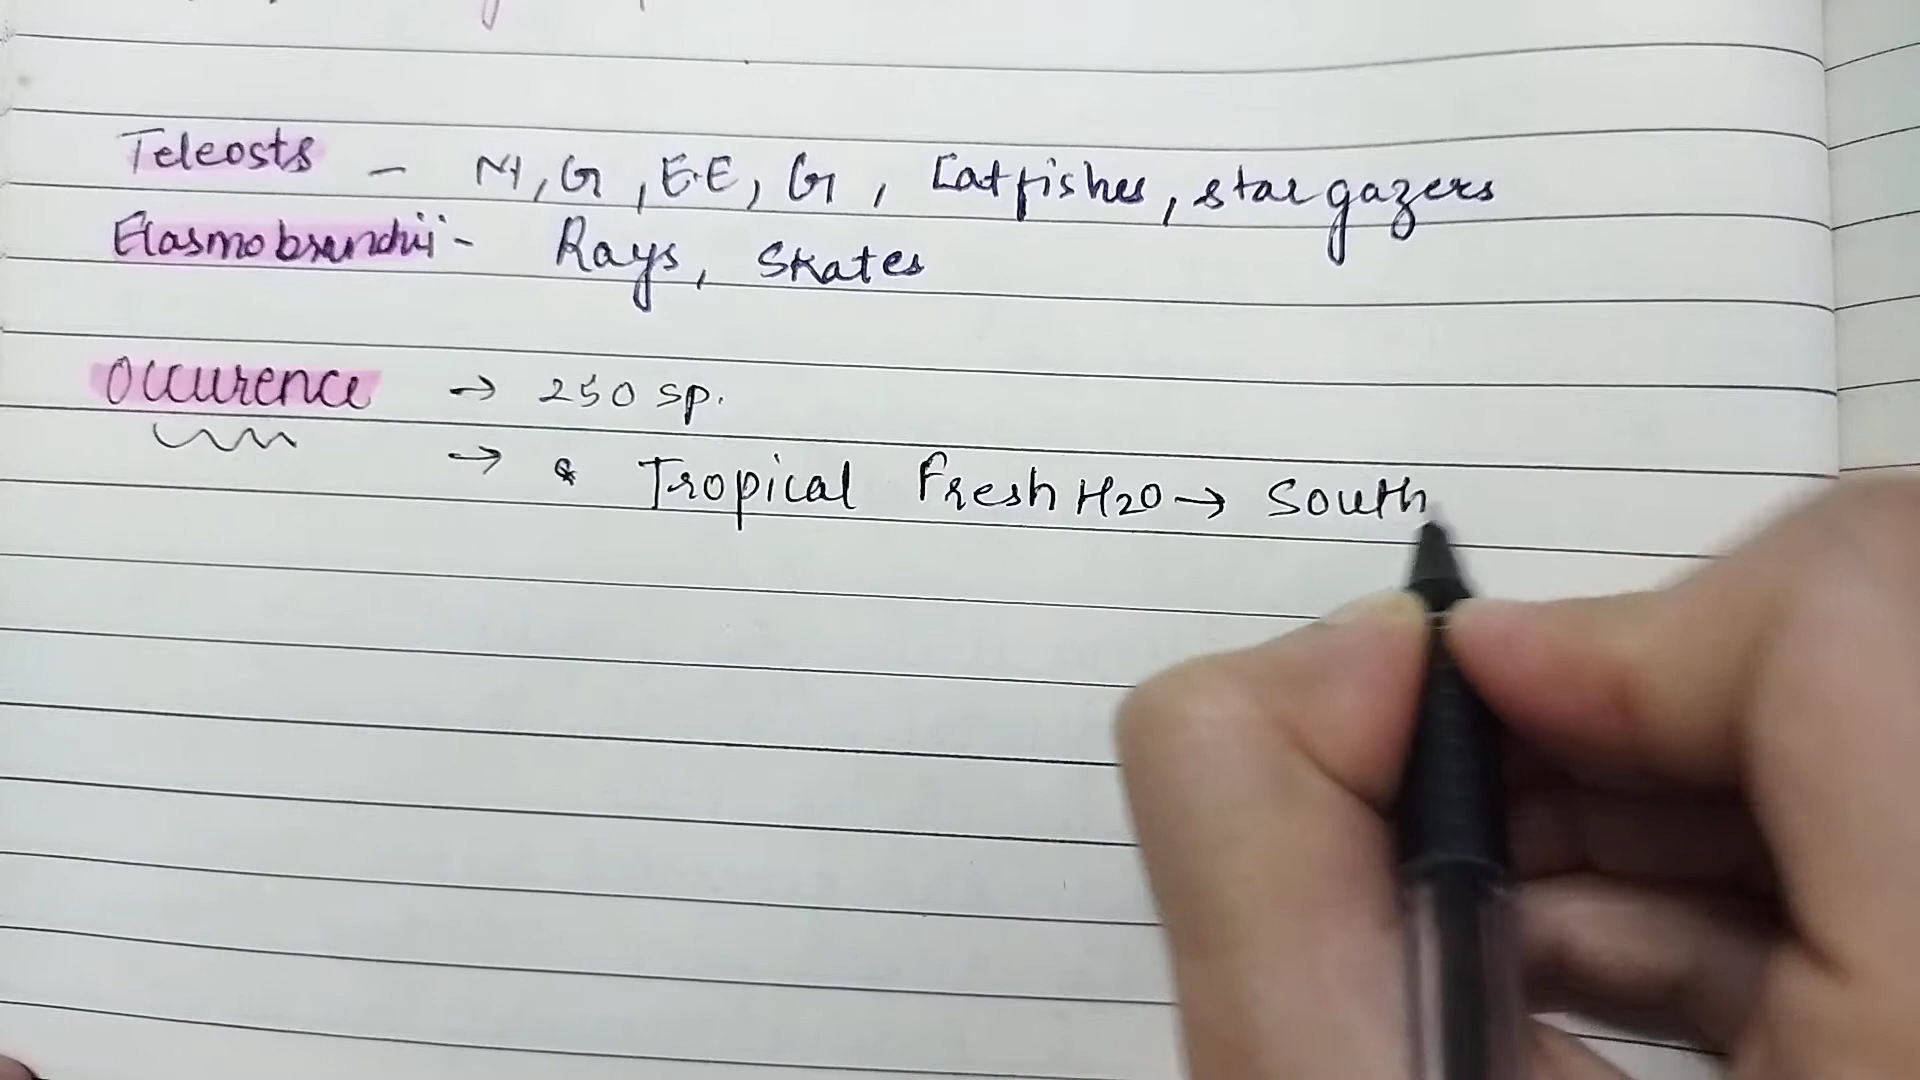 Teleosts - N, G, E.E, G, Catfishes, star gazers
Elasmobranchii - Rays, Skates
Occurence → 250 sp.
→ Tropical Fresh H2O → South